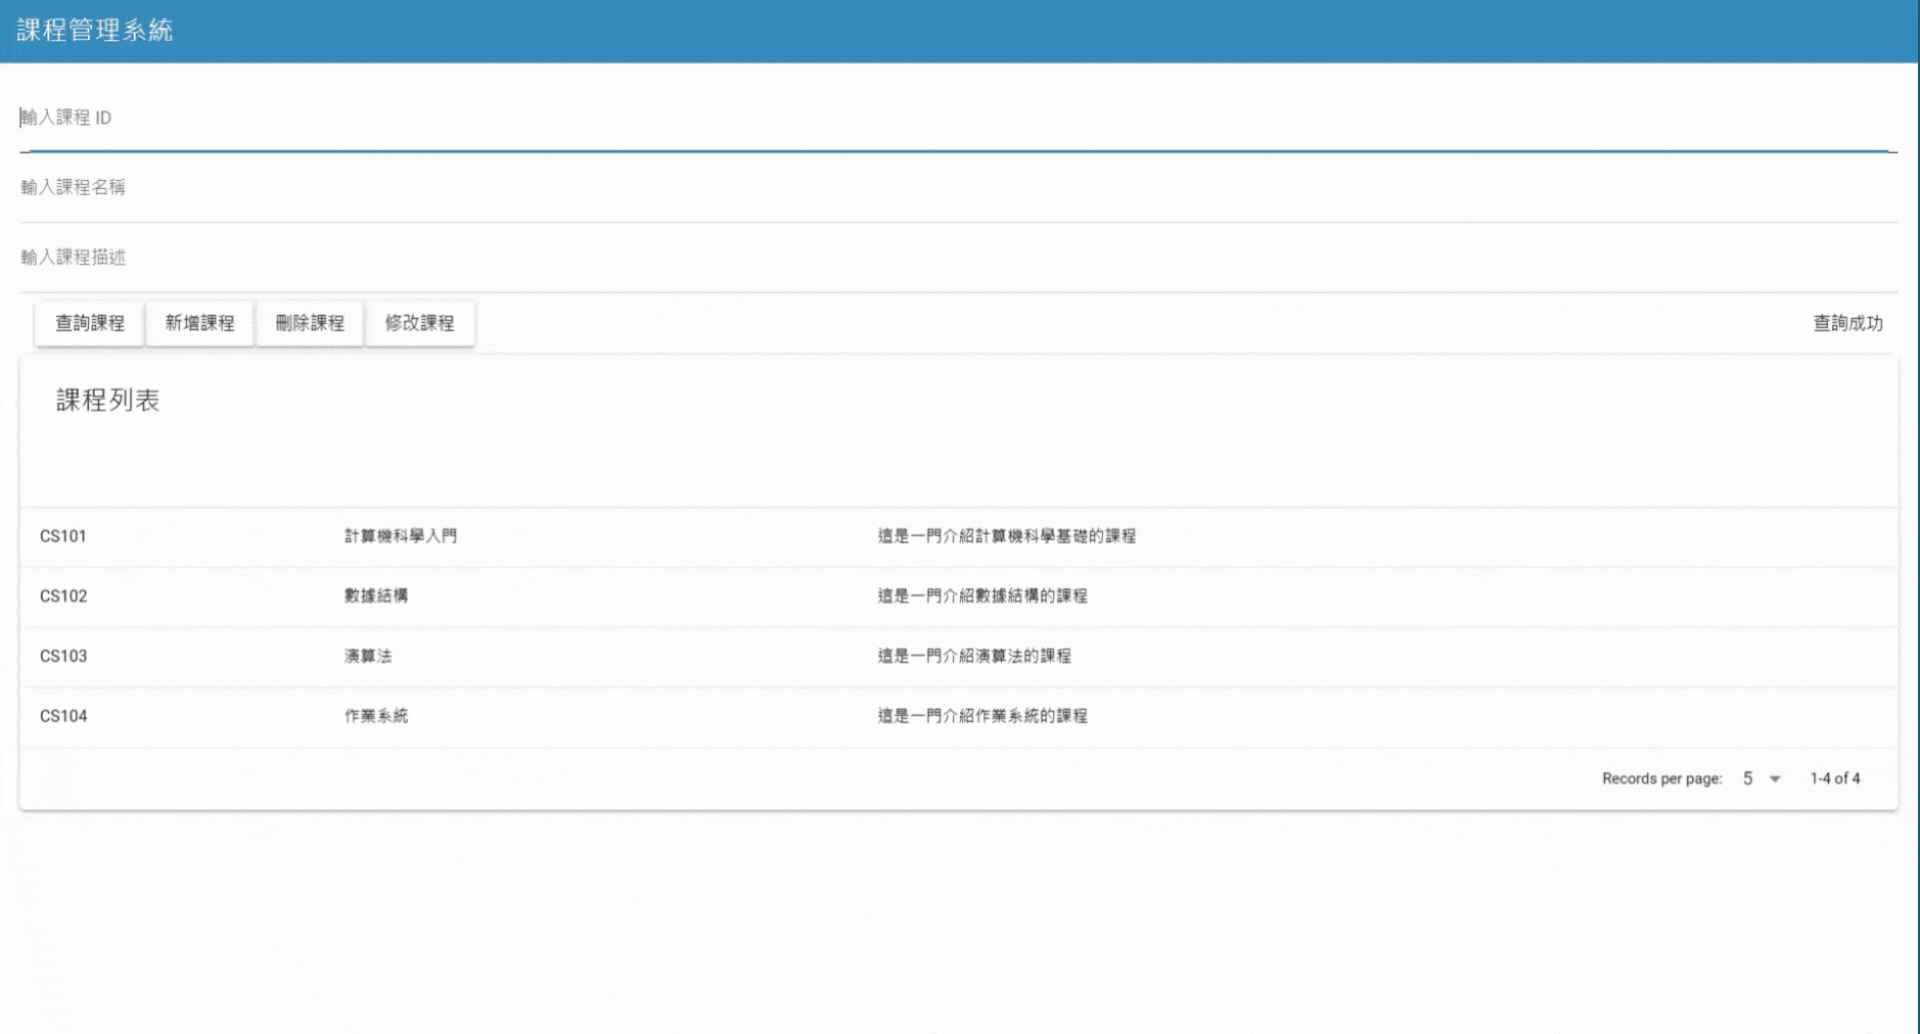 課程管理系統
輸入課程 ID
輸入課程名稱
輸入課程描述
查詢課程 新增課程 刪除課程 修改課程 查詢成功
課程列表
CS101 計算機科學入門 這是一門介紹計算機科學基礎的課程
CS102 數據結構 這是一門介紹數據結構的課程
CS103 演算法 這是一門介紹演算法的課程
CS104 作業系統 這是一門介紹作業系統的課程
Records per page: 5 1-4 of 4